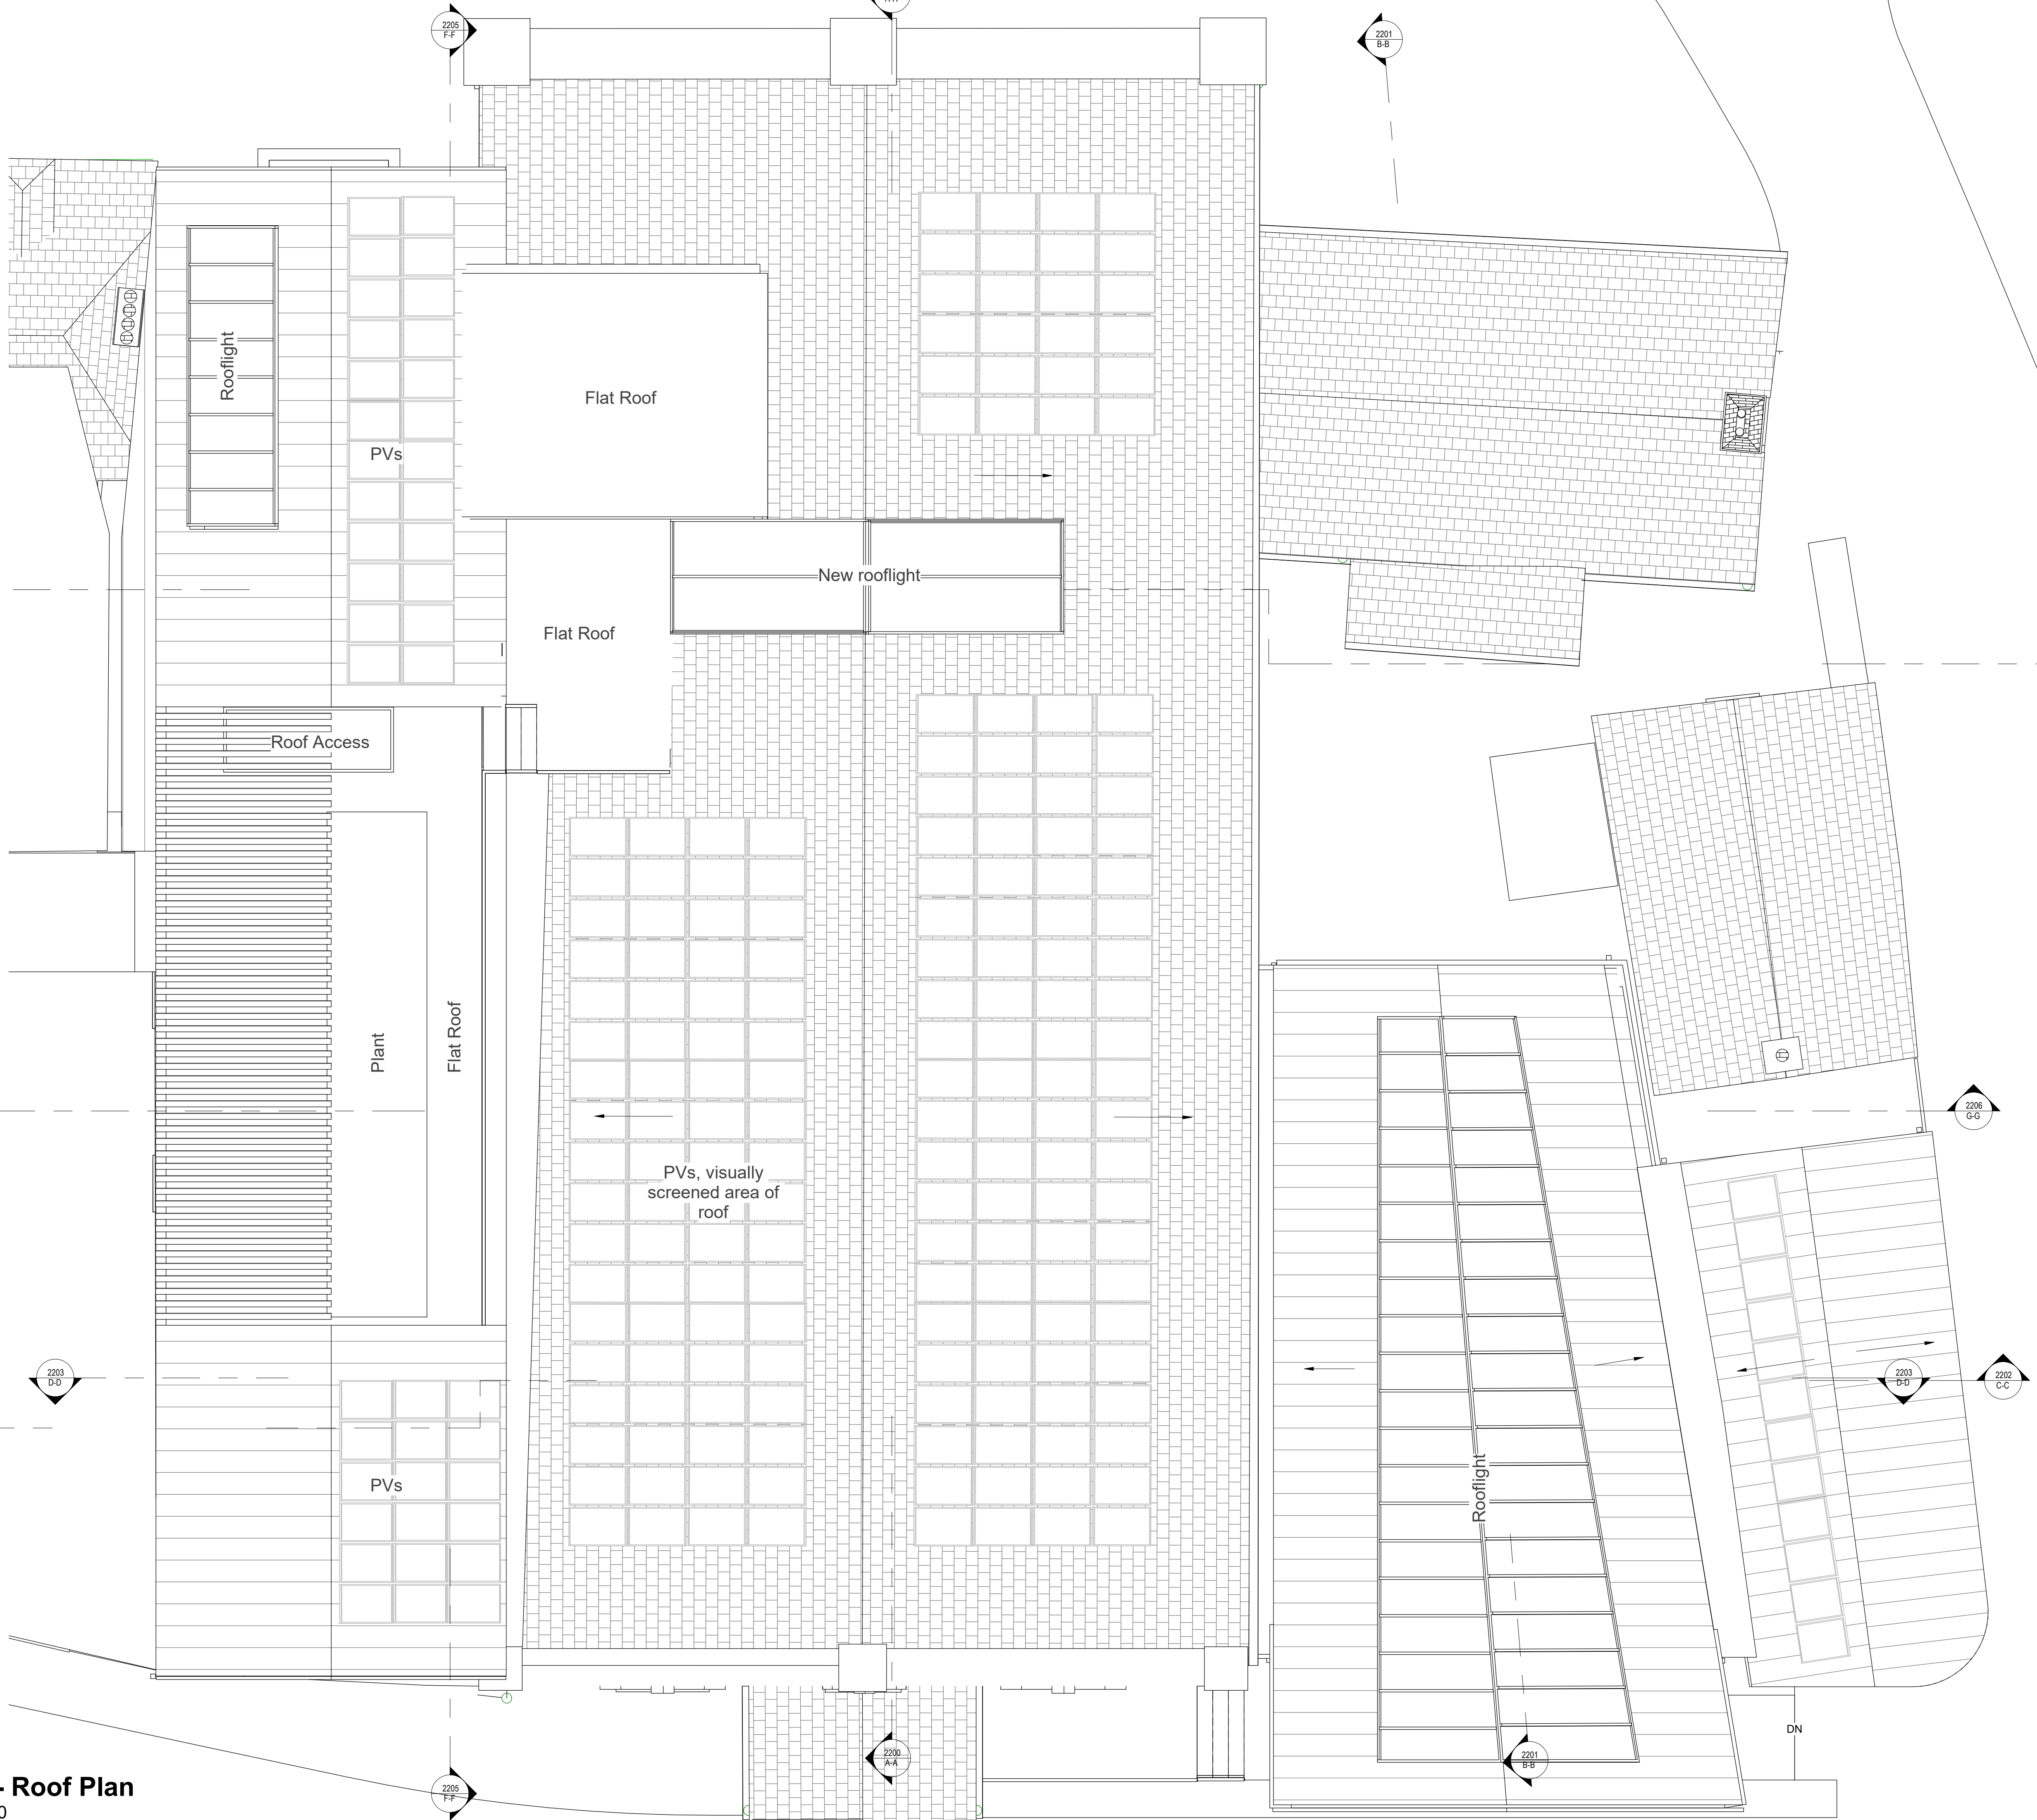 2205
F-F
2201
B-B
Rooflight
Flat Roof
PVs
New rooflight
Flat Roof
Roof Access
Plant
Flat Roof
2206
G-G
PVs, visually
screened area of
roof
2203
D-D
2203
D-D
2202
C-C
PVs
Rooflight
DN
2200
A-A
2201
B-B
2205
F-F
- Roof Plan
0